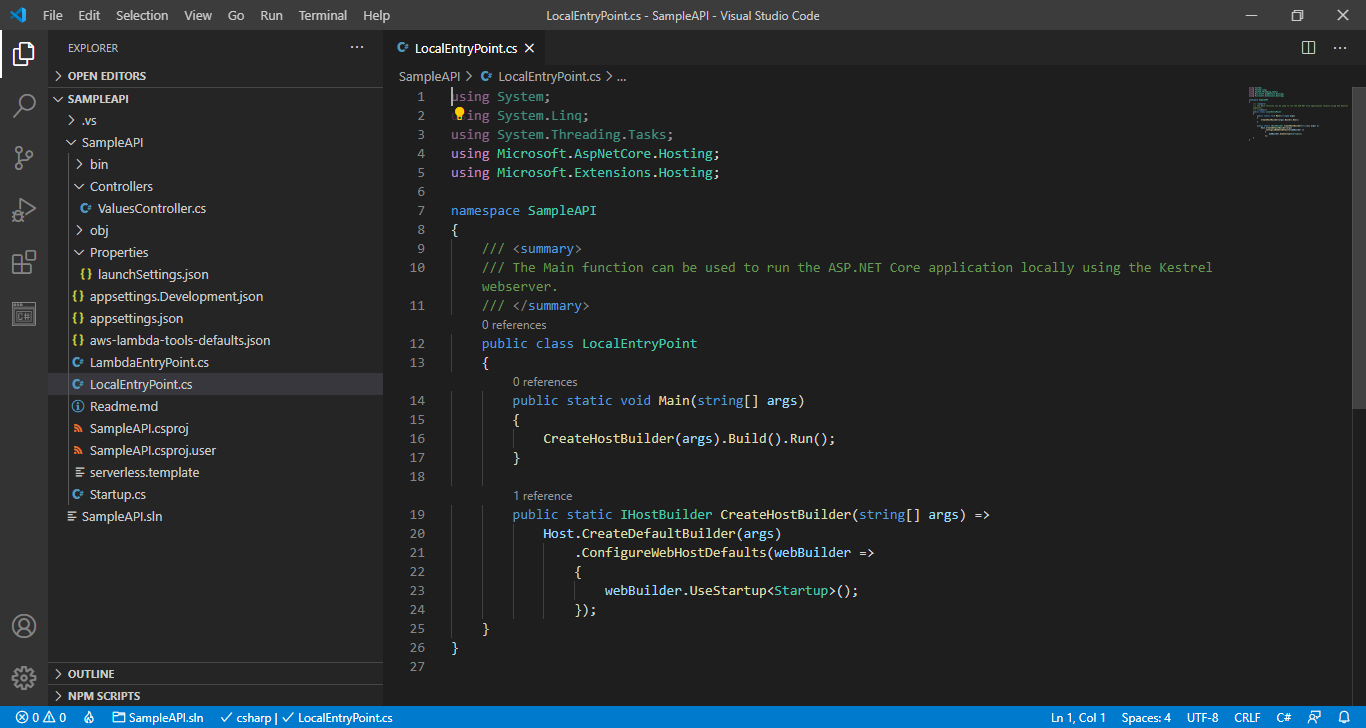 File Edit Selection View Go Run Terminal Help
LocalEntryPoint.cs - SampleAPI - Visual Studio Code
EXPLORER
OPEN EDITORS
SAMPLEAPI
.vs
SampleAPI
bin
Controllers
ValuesController.cs
obj
Properties
launchSettings.json
appsettings.Development.json
appsettings.json
aws-lambda-tools-defaults.json
LambdaEntryPoint.cs
LocalEntryPoint.cs
Readme.md
SampleAPI.csproj
SampleAPI.csproj.user
serverless.template
Startup.cs
SampleAPI.sln
OUTLINE
NPM SCRIPTS
LocalEntryPoint.cs
SampleAPI > LocalEntryPoint.cs > ...
1 using System;
2 using System.Linq;
3 using System.Threading.Tasks;
4 using Microsoft.AspNetCore.Hosting;
5 using Microsoft.Extensions.Hosting;
6
7 namespace SampleAPI
8 {
9 /// <summary>
10 /// The Main function can be used to run the ASP.NET Core application locally using the Kestrel
webserver.
11 /// </summary>
0 references
12 public class LocalEntryPoint
13 {
0 references
14 public static void Main(string[] args)
15 {
16 CreateHostBuilder(args).Build().Run();
17 }
18
1 reference
19 public static IHostBuilder CreateHostBuilder(string[] args) =>
20 Host.CreateDefaultBuilder(args)
21 .ConfigureWebHostDefaults(webBuilder =>
22 {
23 webBuilder.UseStartup<Startup>();
24 });
25 }
26 }
27
0 0 SampleAPI.sln csharp | LocalEntryPoint.cs
Ln 1, Col 1 Spaces: 4 UTF-8 CRLF C#